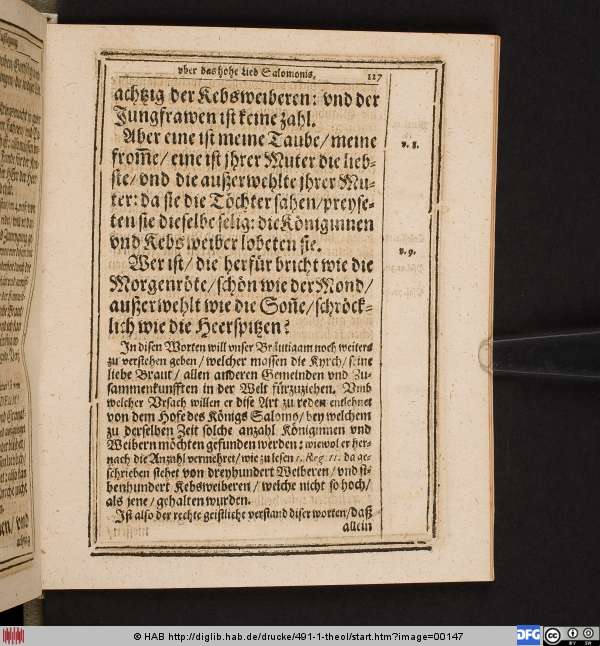 vber das hohe Lied Salomonis, 117
achtzig der Kebsweiberen: vnd der
Jungfrawen ist keine zahl.
Aber eine ist meine Taube/ meine
from̅e/ eine ist jhrer Muter die lieb-
ste/ vnd die außerwehlte jhrer Mu-
ter: da sie die Töchter sahen/ preyse-
ten sie dieselbe selig: die Königinnen
vnd Kebsweiber lobeten sie.
v. 8.
Wer ist/ die herfür bricht wie die
Morgenröte/ schön wie der Mond/
außerwehlt wie die Son̅e/ schröck-
lich wie die Heerspitzen?
v. 9.
In disen Worten will vnser Bräutigam noch weiters
zu verstehen geben/ welcher massen die Kyrch/ seine
liebe Braut/ allen anderen Gemeinden vnd Zu-
sammenkunfften in der Welt fürzuziehen. Vmb
welcher Vrsach willen er dise Art zu reden entlehnet
von dem Hofe des Königs Salomo/ bey welchem
zu derselben Zeit solche anzahl Königinnen vnd
Weibern möchten gefunden werden: wiewol er her-
nach die Anzahl vermehret/ wie zu lesen 1. Reg. 11. da ge-
schrieben stehet von dreyhundert Weiberen/ vnd si-
benhundert Kebsweiberen/ welche nicht so hoch/
als jene/ gehalten wurden.
Ist also der rechte geistliche verstand diser worten/ daß
allein
© HAB http://diglib.hab.de/drucke/491-1-theol/start.htm?image=00147
DFG